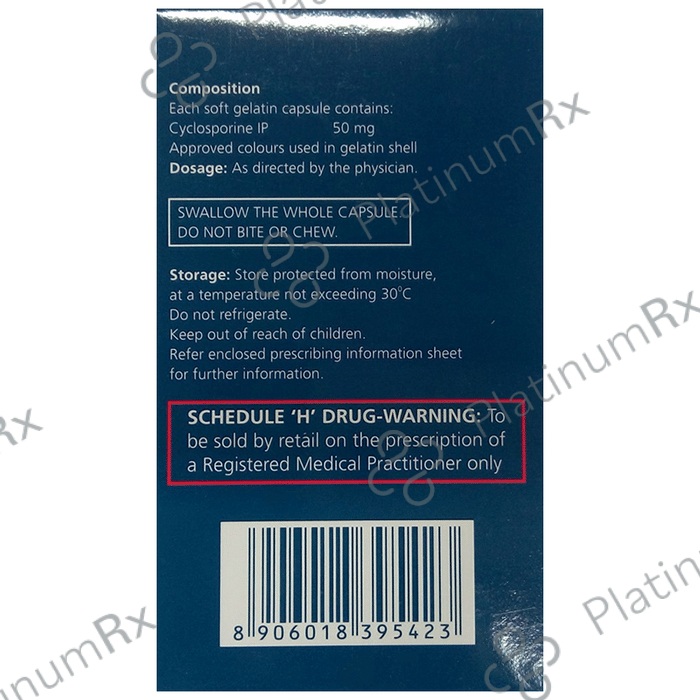 Composition
Each soft gelatin capsule contains:
Cyclosporine IP 50 mg
Approved colours used in gelatin shell
Dosage: As directed by the physician.
SWALLOW THE WHOLE CAPSULE
DO NOT BITE OR CHEW.
Storage: Store protected from moisture,
at a temperature not exceeding 30°C
Do not refrigerate.
Keep out of reach of children.
Refer enclosed prescribing information sheet
for further information.
SCHEDULE 'H' DRUG-WARNING: To
be sold by retail on the prescription of
a Registered Medical Practitioner only
8 906018 395423
PlatinumRx
PlatinumRx
PlatinumRx